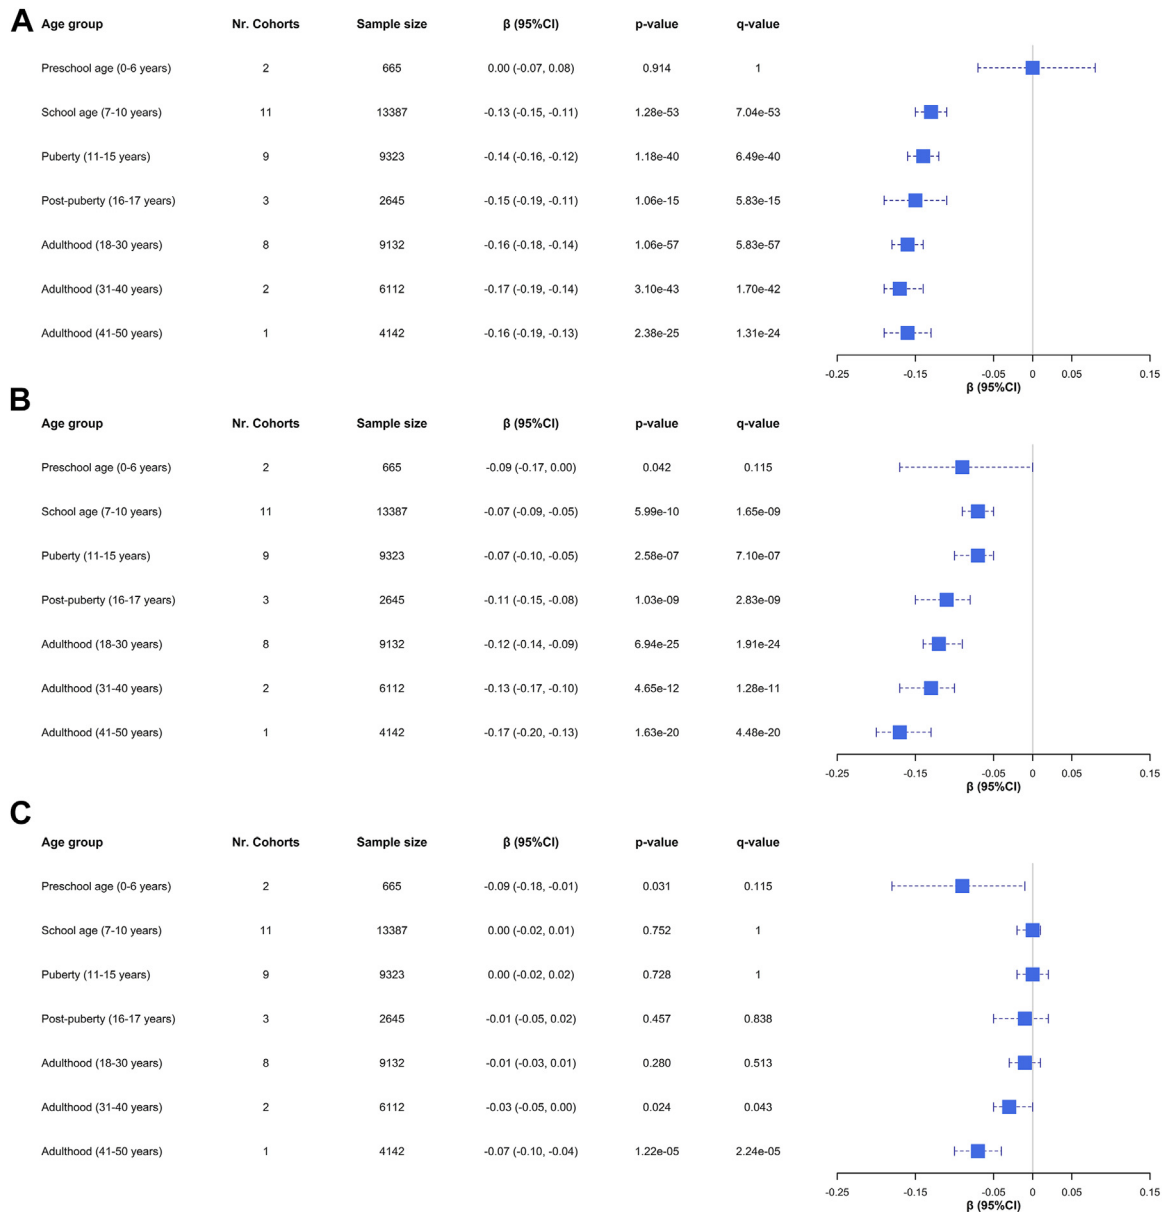 A
Age group Nr. Cohorts Sample size β (95%CI) p-value q-value
Preschool age (0-6 years) 2 665 0.00 (-0.07, 0.08) 0.914 1
School age (7-10 years) 11 13387 -0.13 (-0.15, -0.11) 1.28e-53 7.04e-53
Puberty (11-15 years) 9 9323 -0.14 (-0.16, -0.12) 1.18e-40 6.49e-40
Post-puberty (16-17 years) 3 2645 -0.15 (-0.19, -0.11) 1.06e-15 5.83e-15
Adulthood (18-30 years) 8 9132 -0.16 (-0.18, -0.14) 1.06e-57 5.83e-57
Adulthood (31-40 years) 2 6112 -0.17 (-0.19, -0.14) 3.10e-43 1.70e-42
Adulthood (41-50 years) 1 4142 -0.16 (-0.19, -0.13) 2.38e-25 1.31e-24
-0.25 -0.15 -0.05 0 0.05 0.15
β (95%CI)
B
Age group Nr. Cohorts Sample size β (95%CI) p-value q-value
Preschool age (0-6 years) 2 665 -0.09 (-0.17, 0.00) 0.042 0.115
School age (7-10 years) 11 13387 -0.07 (-0.09, -0.05) 5.99e-10 1.65e-09
Puberty (11-15 years) 9 9323 -0.07 (-0.10, -0.05) 2.58e-07 7.10e-07
Post-puberty (16-17 years) 3 2645 -0.11 (-0.15, -0.08) 1.03e-09 2.83e-09
Adulthood (18-30 years) 8 9132 -0.12 (-0.14, -0.09) 6.94e-25 1.91e-24
Adulthood (31-40 years) 2 6112 -0.13 (-0.17, -0.10) 4.65e-12 1.28e-11
Adulthood (41-50 years) 1 4142 -0.17 (-0.20, -0.13) 1.63e-20 4.48e-20
-0.25 -0.15 -0.05 0 0.05 0.15
β (95%CI)
C
Age group Nr. Cohorts Sample size β (95%CI) p-value q-value
Preschool age (0-6 years) 2 665 -0.09 (-0.18, -0.01) 0.031 0.115
School age (7-10 years) 11 13387 0.00 (-0.02, 0.01) 0.752 1
Puberty (11-15 years) 9 9323 0.00 (-0.02, 0.02) 0.728 1
Post-puberty (16-17 years) 3 2645 -0.01 (-0.05, 0.02) 0.457 0.838
Adulthood (18-30 years) 8 9132 -0.01 (-0.03, 0.01) 0.280 0.513
Adulthood (31-40 years) 2 6112 -0.03 (-0.05, 0.00) 0.024 0.043
Adulthood (41-50 years) 1 4142 -0.07 (-0.10, -0.04) 1.22e-05 2.24e-05
-0.25 -0.15 -0.05 0 0.05 0.15
β (95%CI)